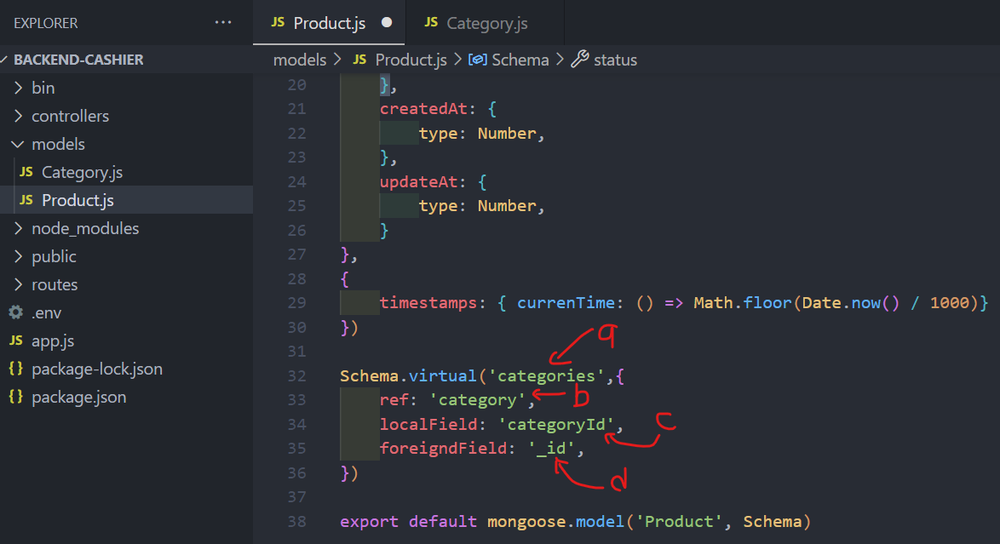 EXPLORER ...
JS Product.js ●
JS Category.js
BACKEND-CASHIER
bin
controllers
models
JS Category.js
JS Product.js
node_modules
public
routes
.env
JS app.js
{} package-lock.json
{} package.json
models > JS Product.js > Schema > status
20 },
21 createdAt: {
22 type: Number,
23 },
24 updateAt: {
25 type: Number,
26 }
27 },
28 {
29 timestamps: { currenTime: () => Math.floor(Date.now() / 1000)}
30 })
31
32 Schema.virtual('categories',{
33 ref: 'category',
34 localField: 'categoryId',
35 foreigndField: '_id',
36 })
37
38 export default mongoose.model('Product', Schema)
a
b
c
d